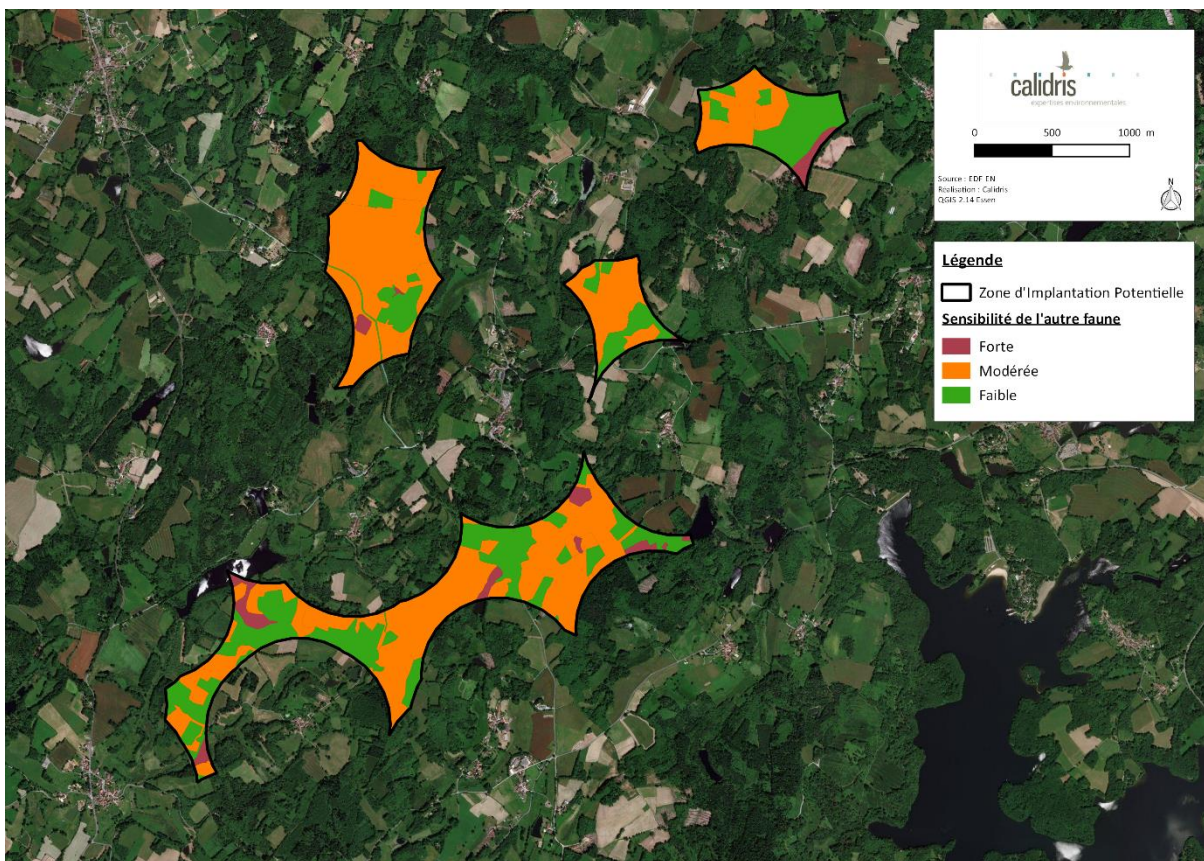 calidris
expertises environnementales
0 500 1000 m
Source : EDF EN
Réalisation : Calidris
QGIS 2.14 Essen
N
Légende
Zone d'Implantation Potentielle
Sensibilité de l'autre faune
Forte
Modérée
Faible